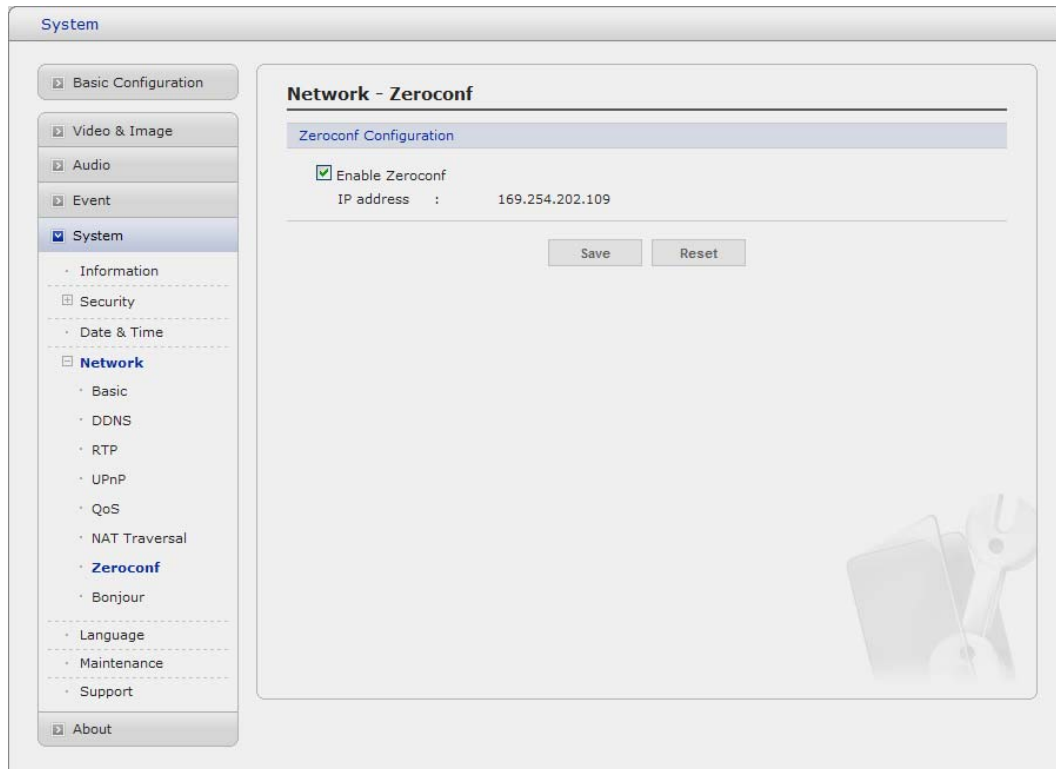 System
Basic Configuration
Video & Image
Audio
Event
System
· Information
Security
· Date & Time
Network
· Basic
· DDNS
· RTP
· UPnP
· QoS
· NAT Traversal
· Zeroconf
· Bonjour
· Language
· Maintenance
· Support
About
Network - Zeroconf
Zeroconf Configuration
Enable Zeroconf
IP address : 169.254.202.109
Save Reset